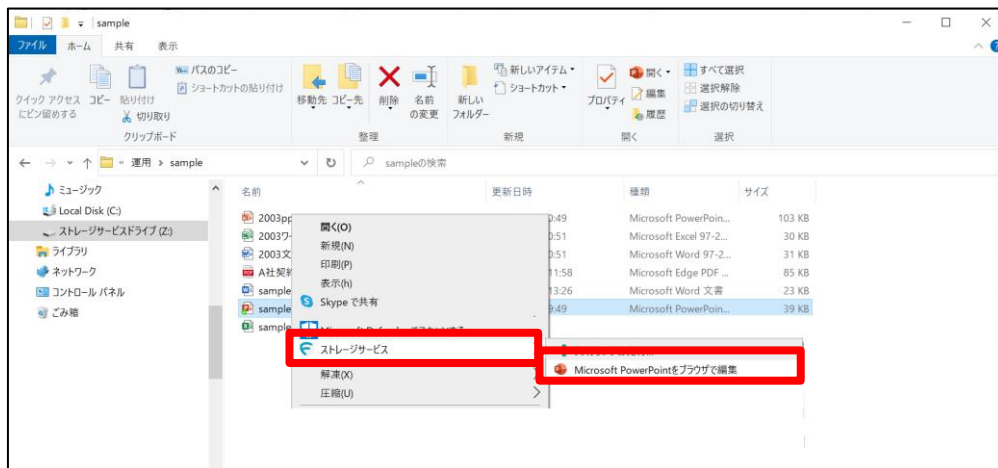 sample
ファイル ホーム 共有 表示
クイック アクセス
にピン留めする
コピー
貼り付け
パスのコピー
ショートカットの貼り付け
切り取り
クリップボード
移動先
コピー先
削除
名前
の変更
整理
新しい
フォルダー
新しいアイテム
ショートカット
新規
プロパティ
開く
編集
履歴
開く
すべて選択
選択解除
選択の切り替え
選択
« 運用 > sample
sampleの検索
ミュージック
Local Disk (C:)
ストレージサービスドライブ (Z:)
ライブラリ
ネットワーク
コントロール パネル
ごみ箱
名前 更新日時 種類 サイズ
2003pp 0:49 Microsoft PowerPoin... 103 KB
2003ワ 0:51 Microsoft Excel 97-2... 30 KB
2003文 0:51 Microsoft Word 97-2... 31 KB
A社契約 11:58 Microsoft Edge PDF ... 85 KB
sample 13:26 Microsoft Word 文書 23 KB
sample 9:49 Microsoft PowerPoin... 39 KB
sample
開く(O)
新規(N)
印刷(P)
表示(h)
Skype で共有
ストレージサービス
Microsoft PowerPointをブラウザで編集
解凍(X)
圧縮(U)